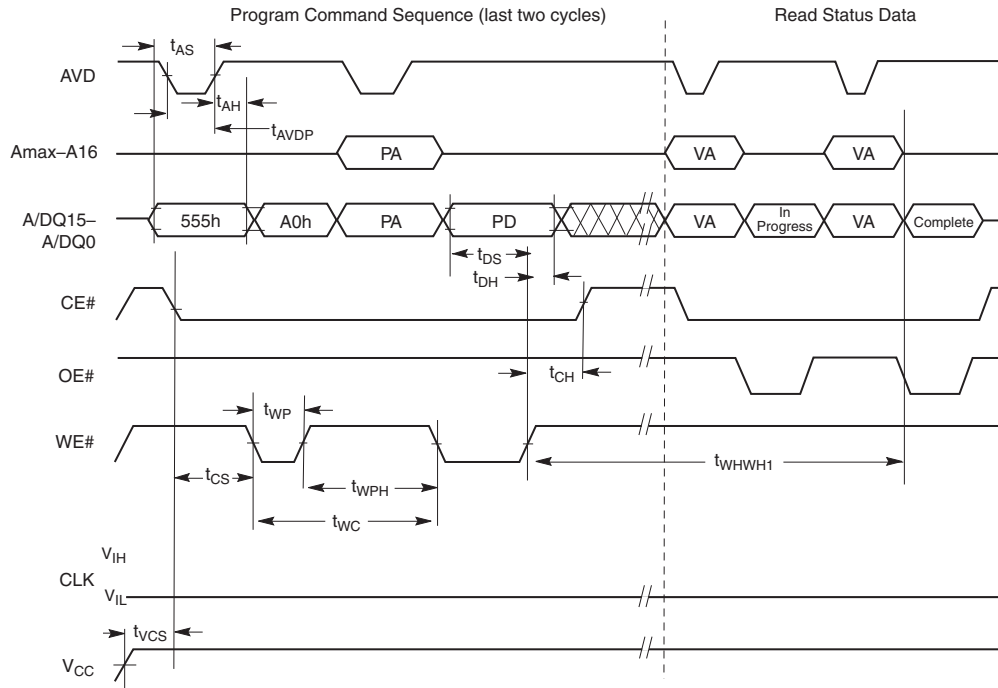 Program Command Sequence (last two cycles) Read Status Data
tAS
AVD
tAH
tAVDP
Amax–A16 PA VA VA
A/DQ15–
A/DQ0
555h A0h PA PD VA In Progress VA Complete
tDS
tDH
CE#
OE#
tCH
tWP
WE#
tWHWH1
tCS
tWPH
tWC
VIH
CLK
VIL
tVCS
VCC